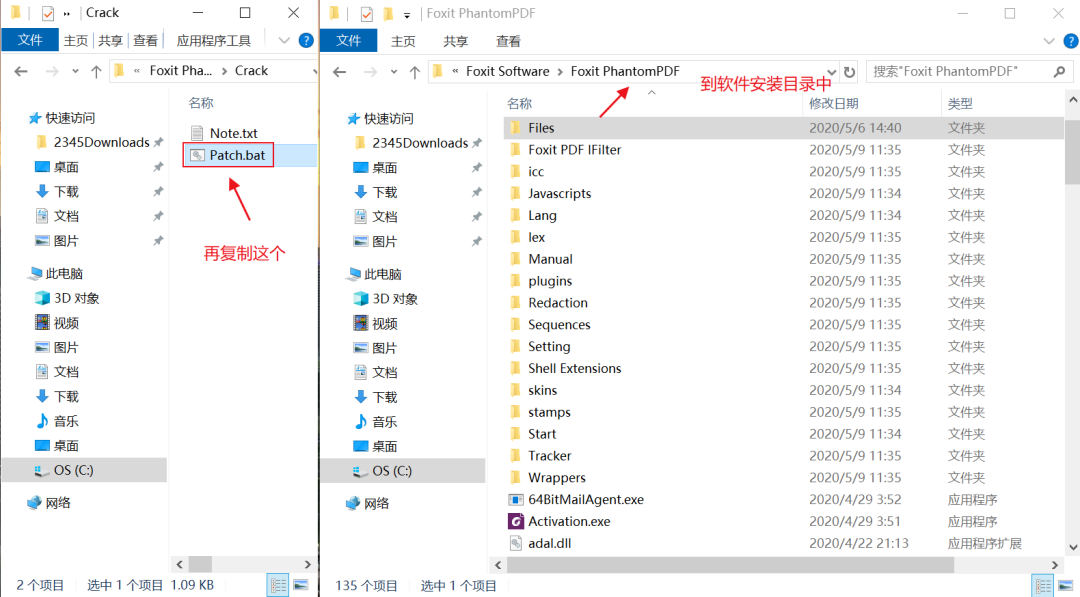 Crack
文件 主页 共享 查看 应用程序工具
« Foxit Pha... Crack
名称
快速访问
2345Downloads
桌面
下载
文档
图片
此电脑
3D 对象
视频
图片
文档
下载
音乐
桌面
OS (C:)
网络
Note.txt
Patch.bat
再复制这个
2 个项目 选中 1 个项目 1.09 KB
Foxit PhantomPDF
文件 主页 共享 查看
« Foxit Software Foxit PhantomPDF
搜索"Foxit PhantomPDF"
到软件安装目录中
快速访问
2345Downloads
桌面
下载
文档
图片
此电脑
3D 对象
视频
图片
文档
下载
音乐
桌面
OS (C:)
网络
名称 修改日期 类型
Files 2020/5/6 14:40 文件夹
Foxit PDF IFilter 2020/5/9 11:35 文件夹
icc 2020/5/9 11:35 文件夹
Javascripts 2020/5/9 11:34 文件夹
Lang 2020/5/9 11:34 文件夹
lex 2020/5/9 11:35 文件夹
Manual 2020/5/9 11:35 文件夹
plugins 2020/5/9 11:35 文件夹
Redaction 2020/5/9 11:35 文件夹
Sequences 2020/5/9 11:35 文件夹
Setting 2020/5/9 11:35 文件夹
Shell Extensions 2020/5/9 11:35 文件夹
skins 2020/5/9 11:34 文件夹
stamps 2020/5/9 11:35 文件夹
Start 2020/5/9 11:34 文件夹
Tracker 2020/5/9 11:35 文件夹
Wrappers 2020/5/9 11:35 文件夹
64BitMailAgent.exe 2020/4/29 3:52 应用程序
Activation.exe 2020/4/29 3:51 应用程序
adal.dll 2020/4/22 21:13 应用程序扩展
135 个项目 选中 1 个项目